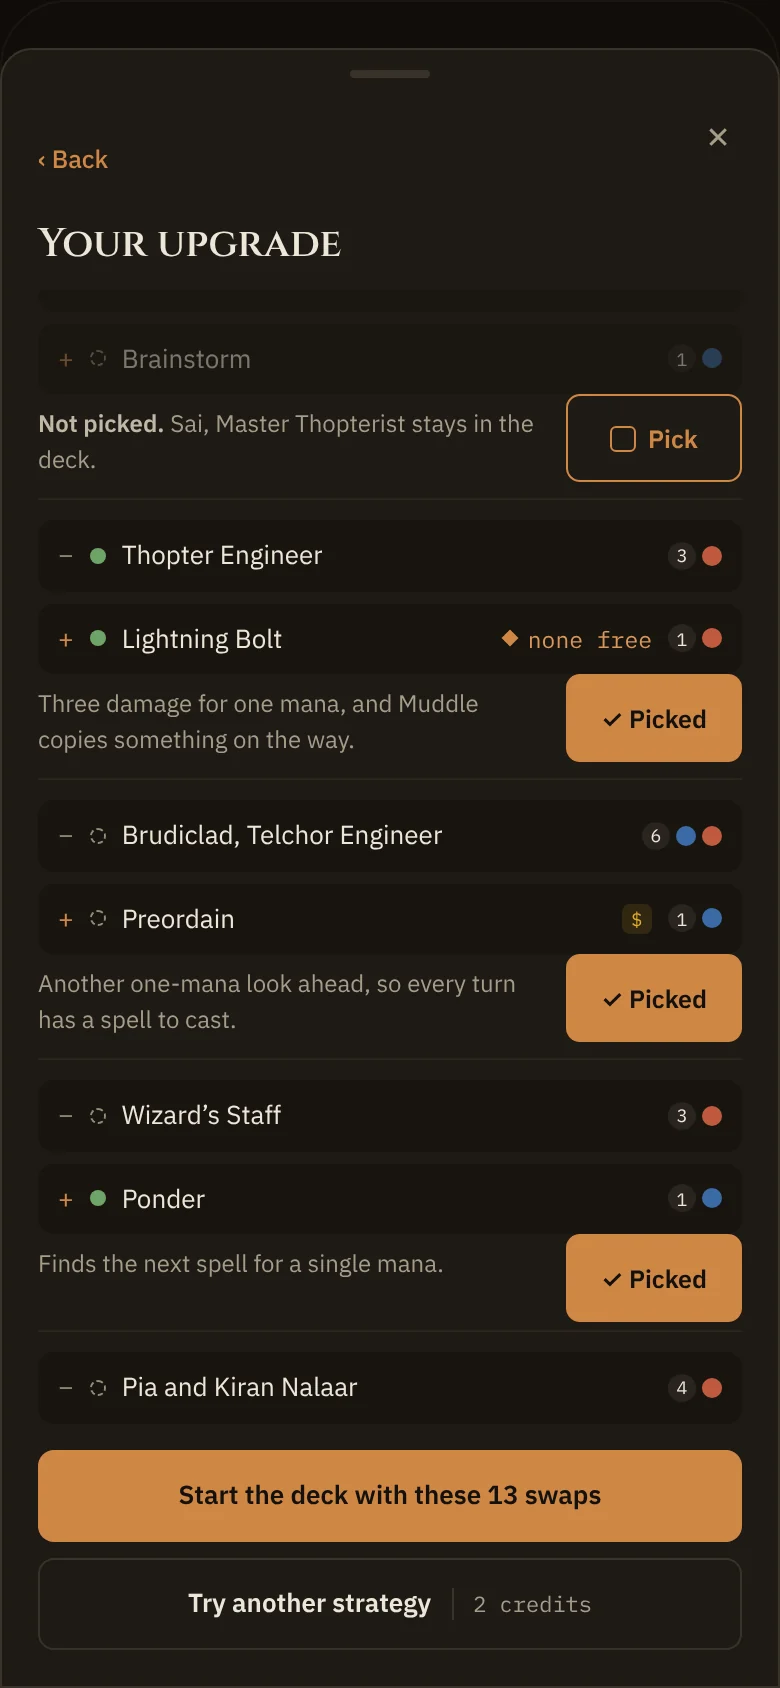 ‹ Back
✕
Your upgrade
+ Brainstorm 1
Not picked. Sai, Master Thopterist stays in the
deck.
Pick
− Thopter Engineer 3
+ Lightning Bolt ◆ none free 1
Three damage for one mana, and Muddle
copies something on the way.
✓ Picked
− Brudiclad, Telchor Engineer 6
+ Preordain $ 1
Another one-mana look ahead, so every turn
has a spell to cast.
✓ Picked
− Wizard’s Staff 3
+ Ponder 1
Finds the next spell for a single mana.
✓ Picked
− Pia and Kiran Nalaar 4
Start the deck with these 13 swaps
Try another strategy 2 credits